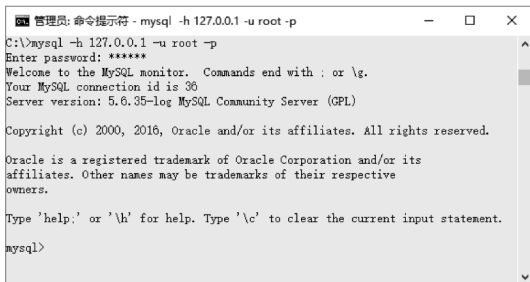 管理员: 命令提示符 - mysql -h 127.0.0.1 -u root -p
C:\>mysql -h 127.0.0.1 -u root -p
Enter password: ******
Welcome to the MySQL monitor.  Commands end with ; or \g.
Your MySQL connection id is 36
Server version: 5.6.35-log MySQL Community Server (GPL)
Copyright (c) 2000, 2016, Oracle and/or its affiliates. All rights reserved.
Oracle is a registered trademark of Oracle Corporation and/or its
affiliates. Other names may be trademarks of their respective
owners.
Type 'help;' or '\h' for help. Type '\c' to clear the current input statement.
mysql>